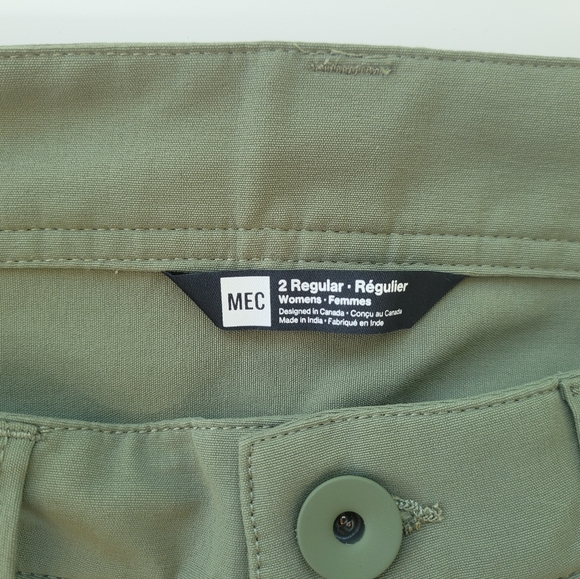 MEC
2 Regular · Régulier
Womens · Femmes
Designed in Canada · Conçu au Canada
Made in India · Fabriqué en Inde